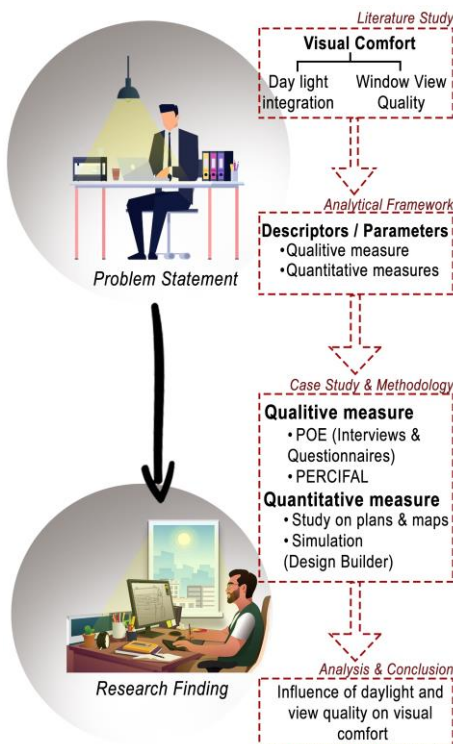 Literature Study
Visual Comfort
Day light
integration
Window View
Quality
Analytical Framework
Descriptors / Parameters
•Qualitive measure
•Quantitative measures
Problem Statement
Case Study & Methodology
Qualitive measure
• POE (Interviews &
Questionnaires)
• PERCIFAL
Quantitative measure
• Study on plans & maps
• Simulation
(Design Builder)
Research Finding
Analysis & Conclusion
Influence of daylight and
view quality on visual
comfort